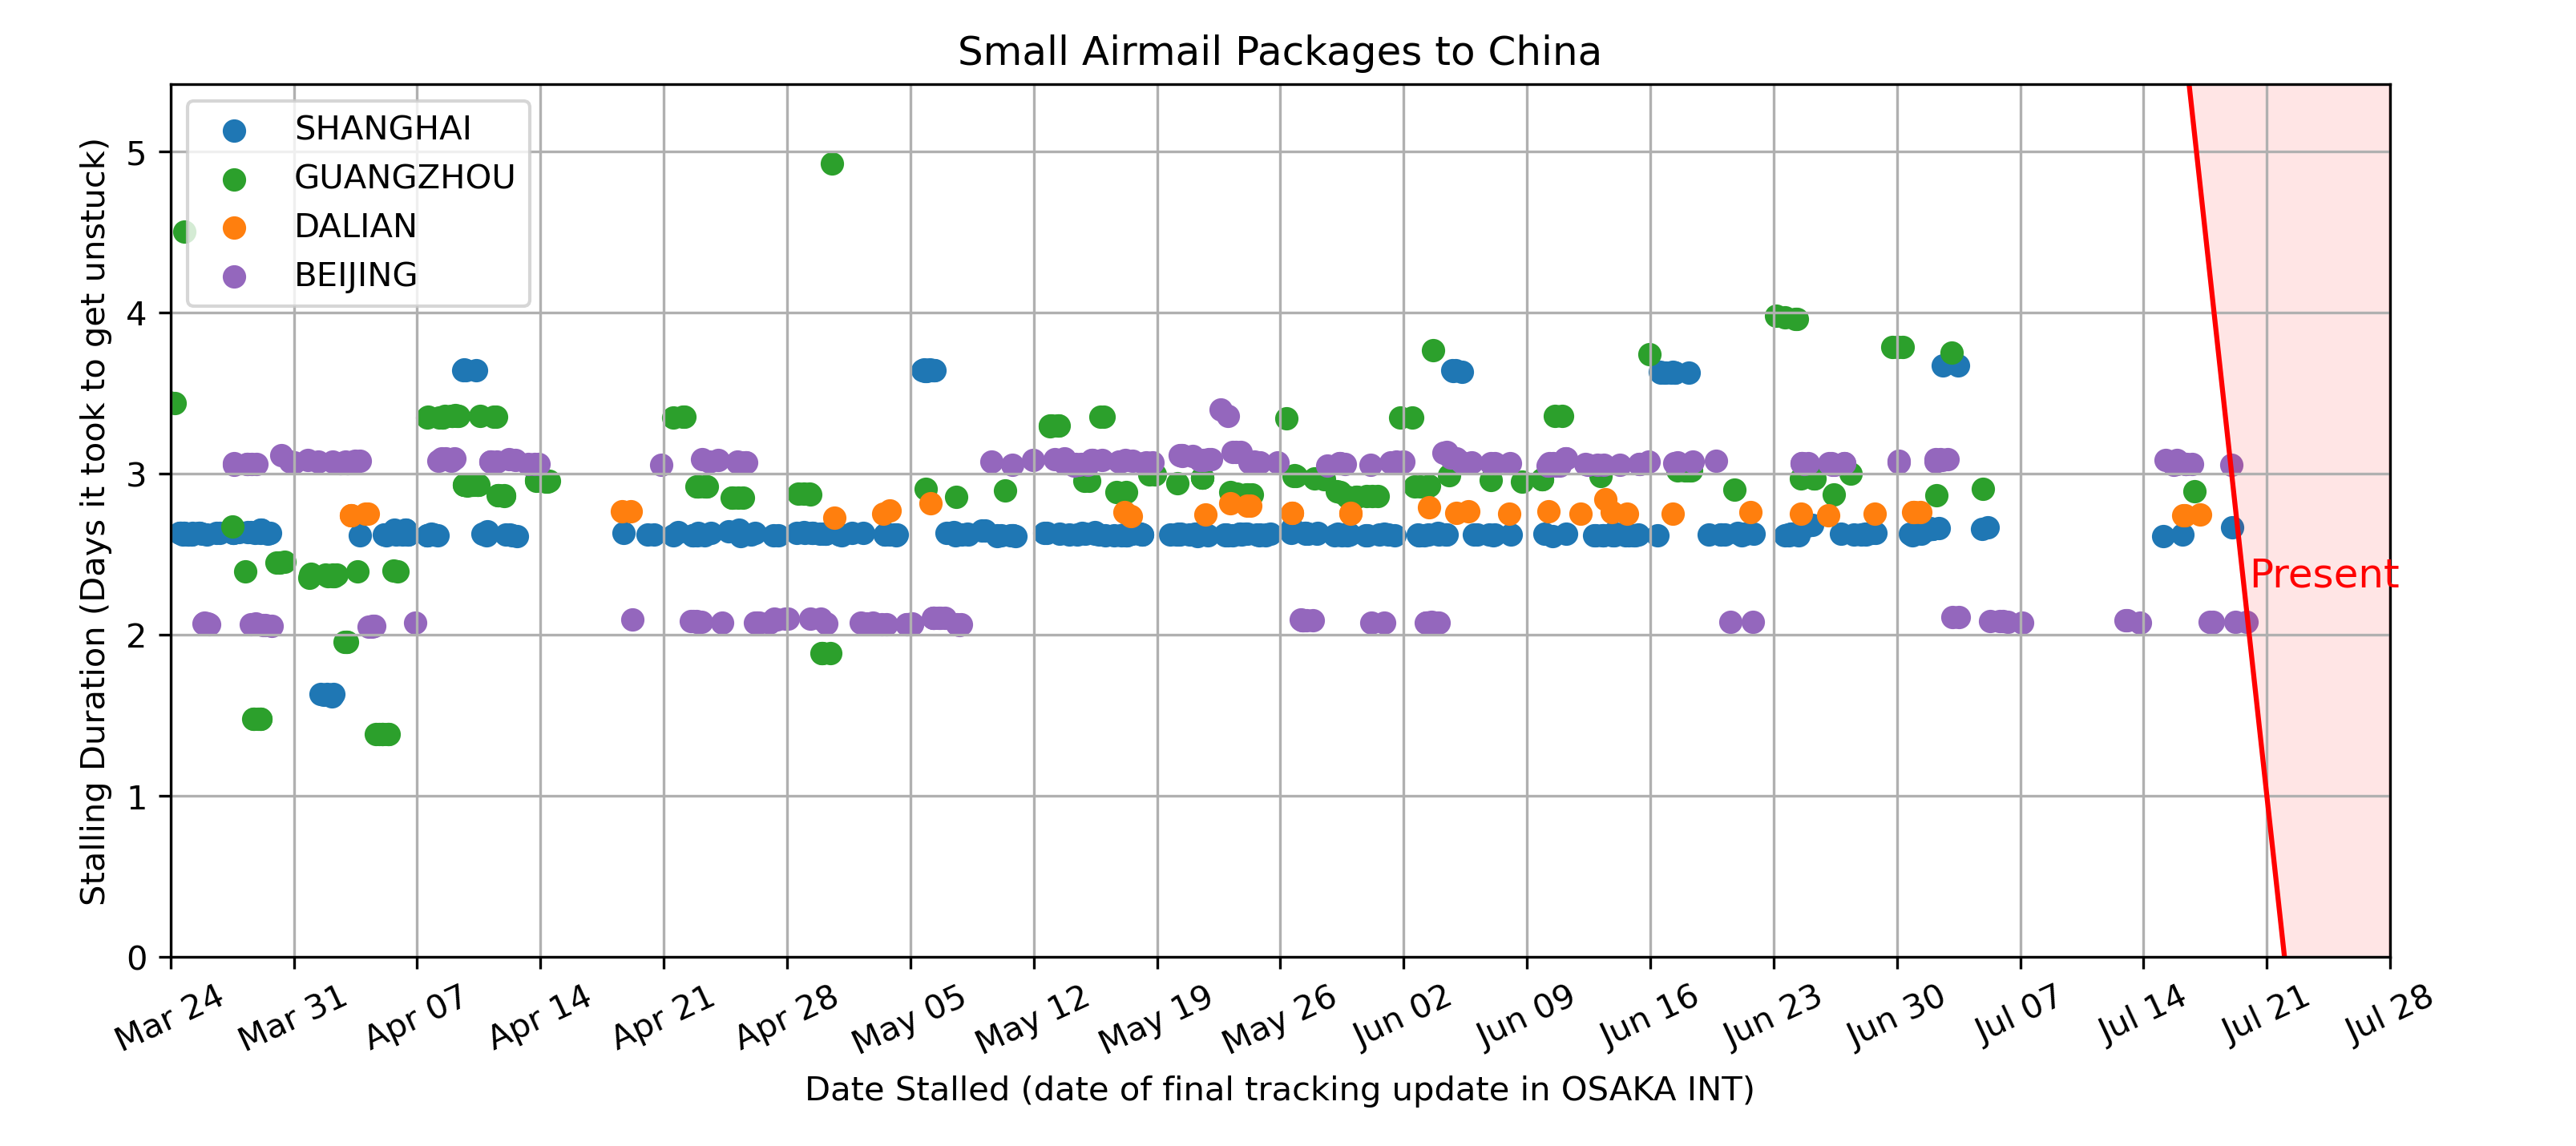 Small Airmail Packages to China
Stalling Duration (Days it took to get unstuck)
5
4
3
2
1
0
SHANGHAI
GUANGZHOU
DALIAN
BEIJING
Present
Mar 24
Mar 31
Apr 07
Apr 14
Apr 21
Apr 28
May 05
May 12
May 19
May 26
Jun 02
Jun 09
Jun 16
Jun 23
Jun 30
Jul 07
Jul 14
Jul 21
Jul 28
Date Stalled (date of final tracking update in OSAKA INT)